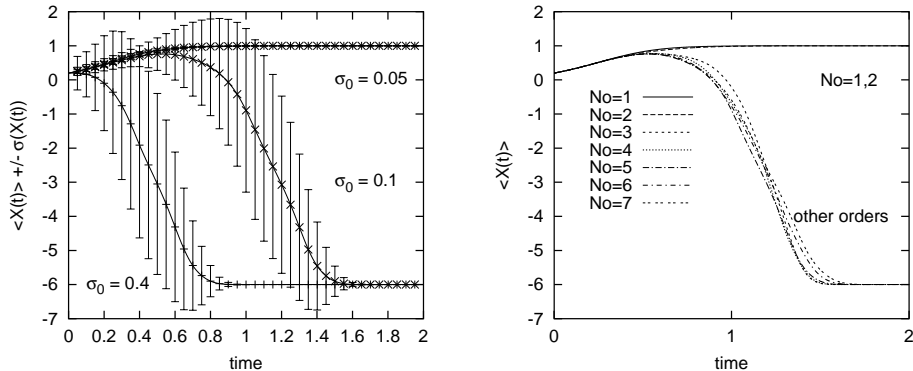 <X(t)> +/- σ(X(t))
2
1
0
-1
-2
-3
-4
-5
-6
-7
σ0 = 0.05
σ0 = 0.1
σ0 = 0.4
0 0.2 0.4 0.6 0.8 1 1.2 1.4 1.6 1.8 2
time
<X(t)>
2
1
0
-1
-2
-3
-4
-5
-6
-7
No=1,2
No=1
No=2
No=3
No=4
No=5
No=6
No=7
other orders
0 1 2
time